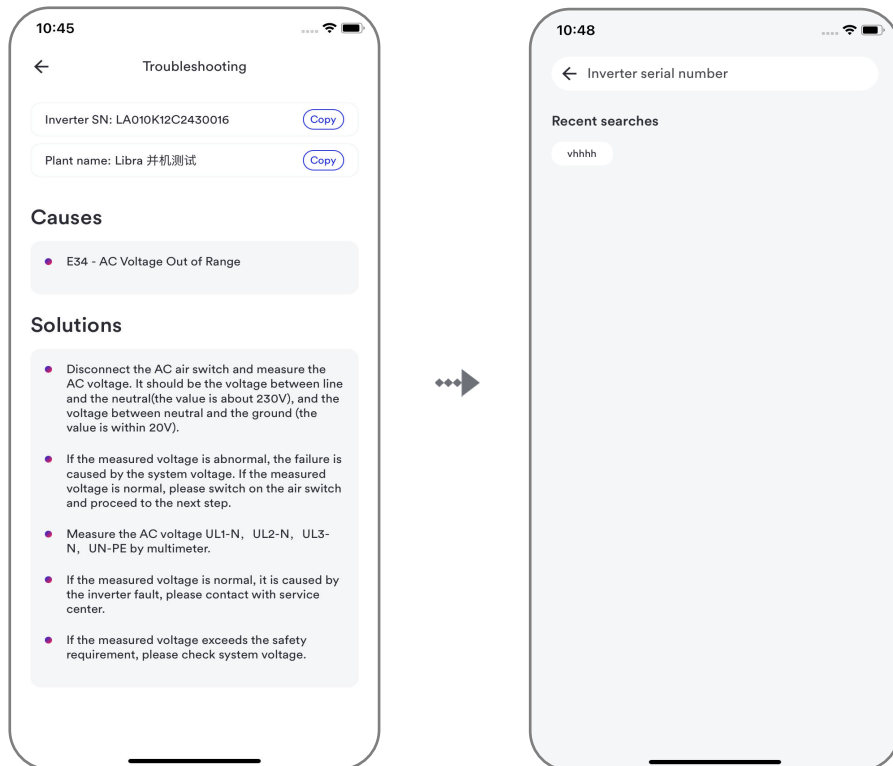 10:45
Troubleshooting
Inverter SN: LA010K12C2430016
Copy
Plant name: Libra 并机测试
Copy
Causes
E34 - AC Voltage Out of Range
Solutions
Disconnect the AC air switch and measure the
AC voltage. It should be the voltage between line
and the neutral(the value is about 230V), and the
voltage between neutral and the ground (the
value is within 20V).
If the measured voltage is abnormal, the failure is
caused by the system voltage. If the measured
voltage is normal, please switch on the air switch
and proceed to the next step.
Measure the AC voltage UL1-N，UL2-N，UL3-
N，UN-PE by multimeter.
If the measured voltage is normal, it is caused by
the inverter fault, please contact with service
center.
If the measured voltage exceeds the safety
requirement, please check system voltage.
10:48
Inverter serial number
Recent searches
vhhhh